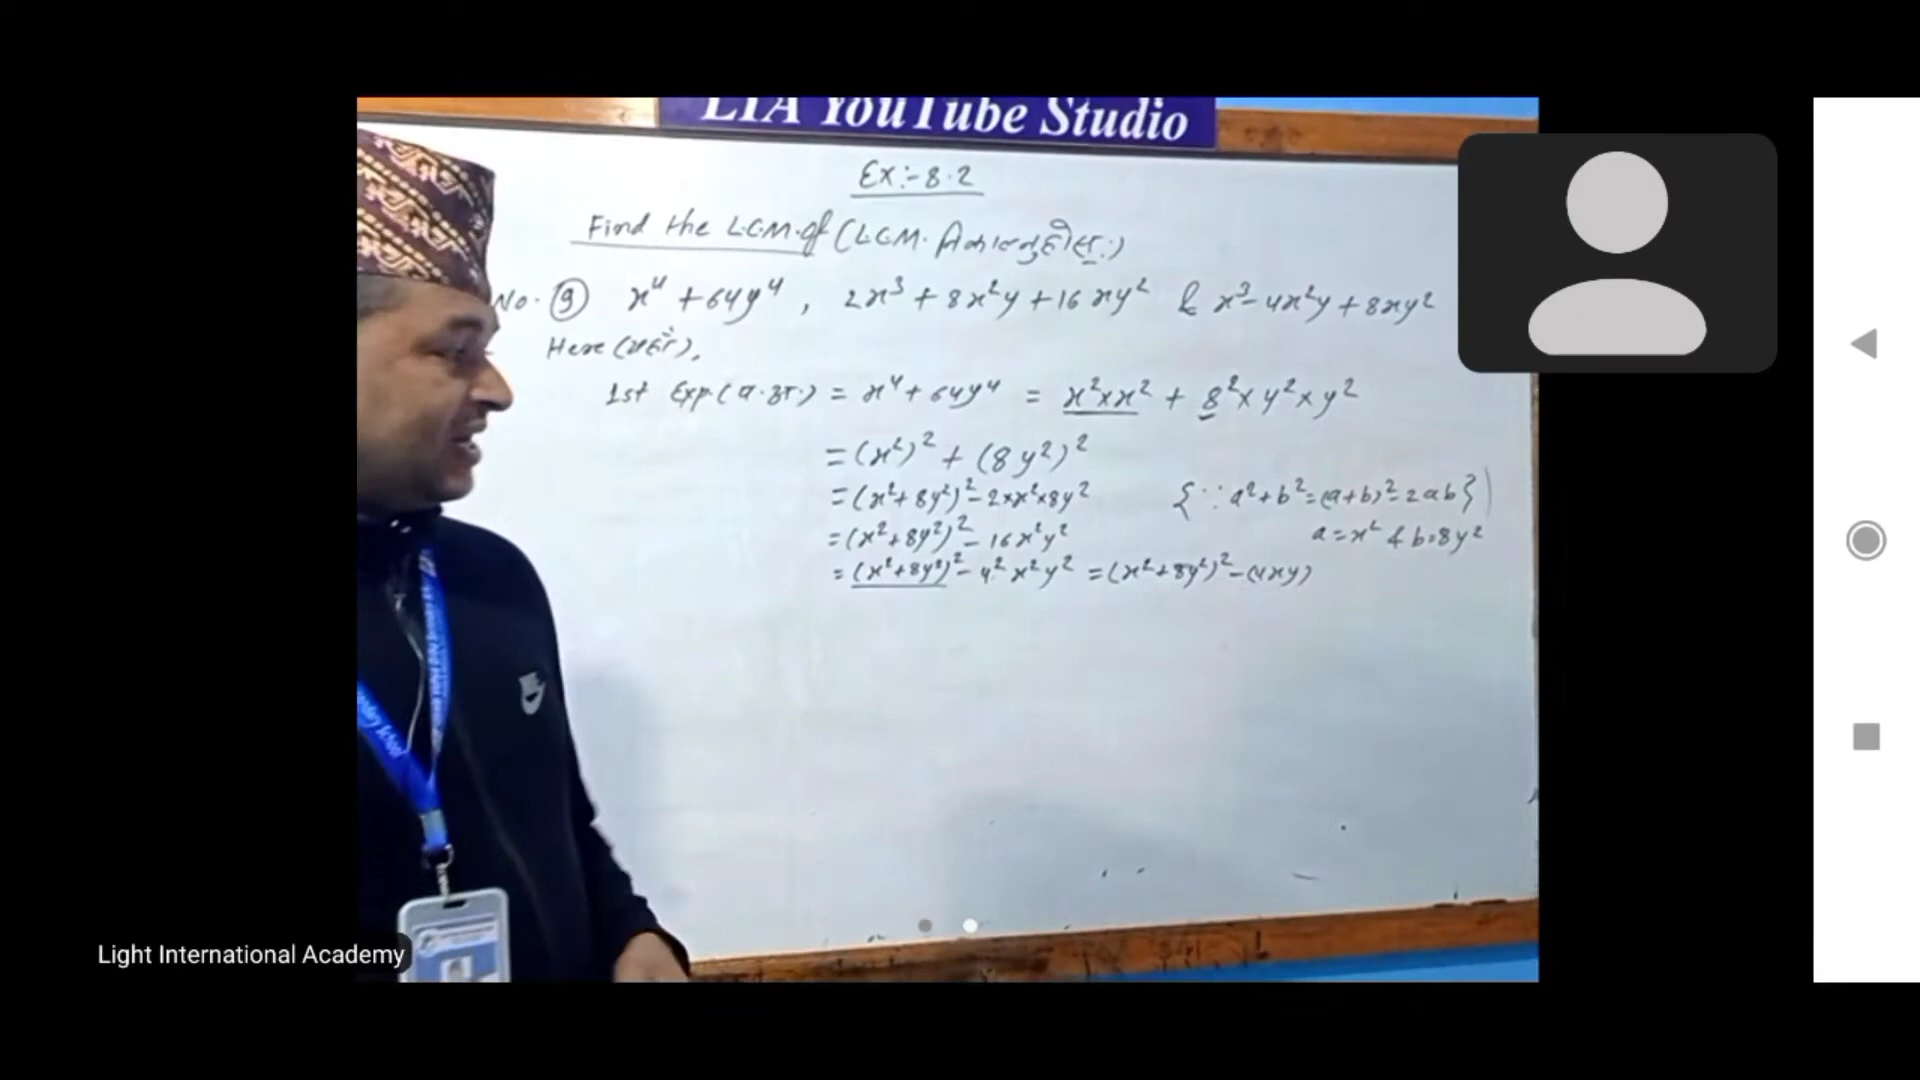 LIA YouTube Studio
Ex:- 8.2
Find the L.C.M. of (L.C.M. निकाल्नुहोस् :)
No. 9 x⁴ + 64y⁴ , 2x³ + 8x²y + 16xy² & x³ - 4x²y + 8xy²
Here (यहाँ),
1st Exp. (प. अ.) = x⁴ + 64y⁴ = x²×x² + 8²× y²× y²
= (x²)² + (8y²)²
= (x² + 8y²)² - 2×x²×8y² {∵ a² + b² = (a+b)² - 2ab}
= (x² + 8y²)² - 16x²y² a = x² & b = 8y²
= (x² + 8y²)² - 4² x² y² = (x² + 8y²)² - (4xy)
Light International Academy